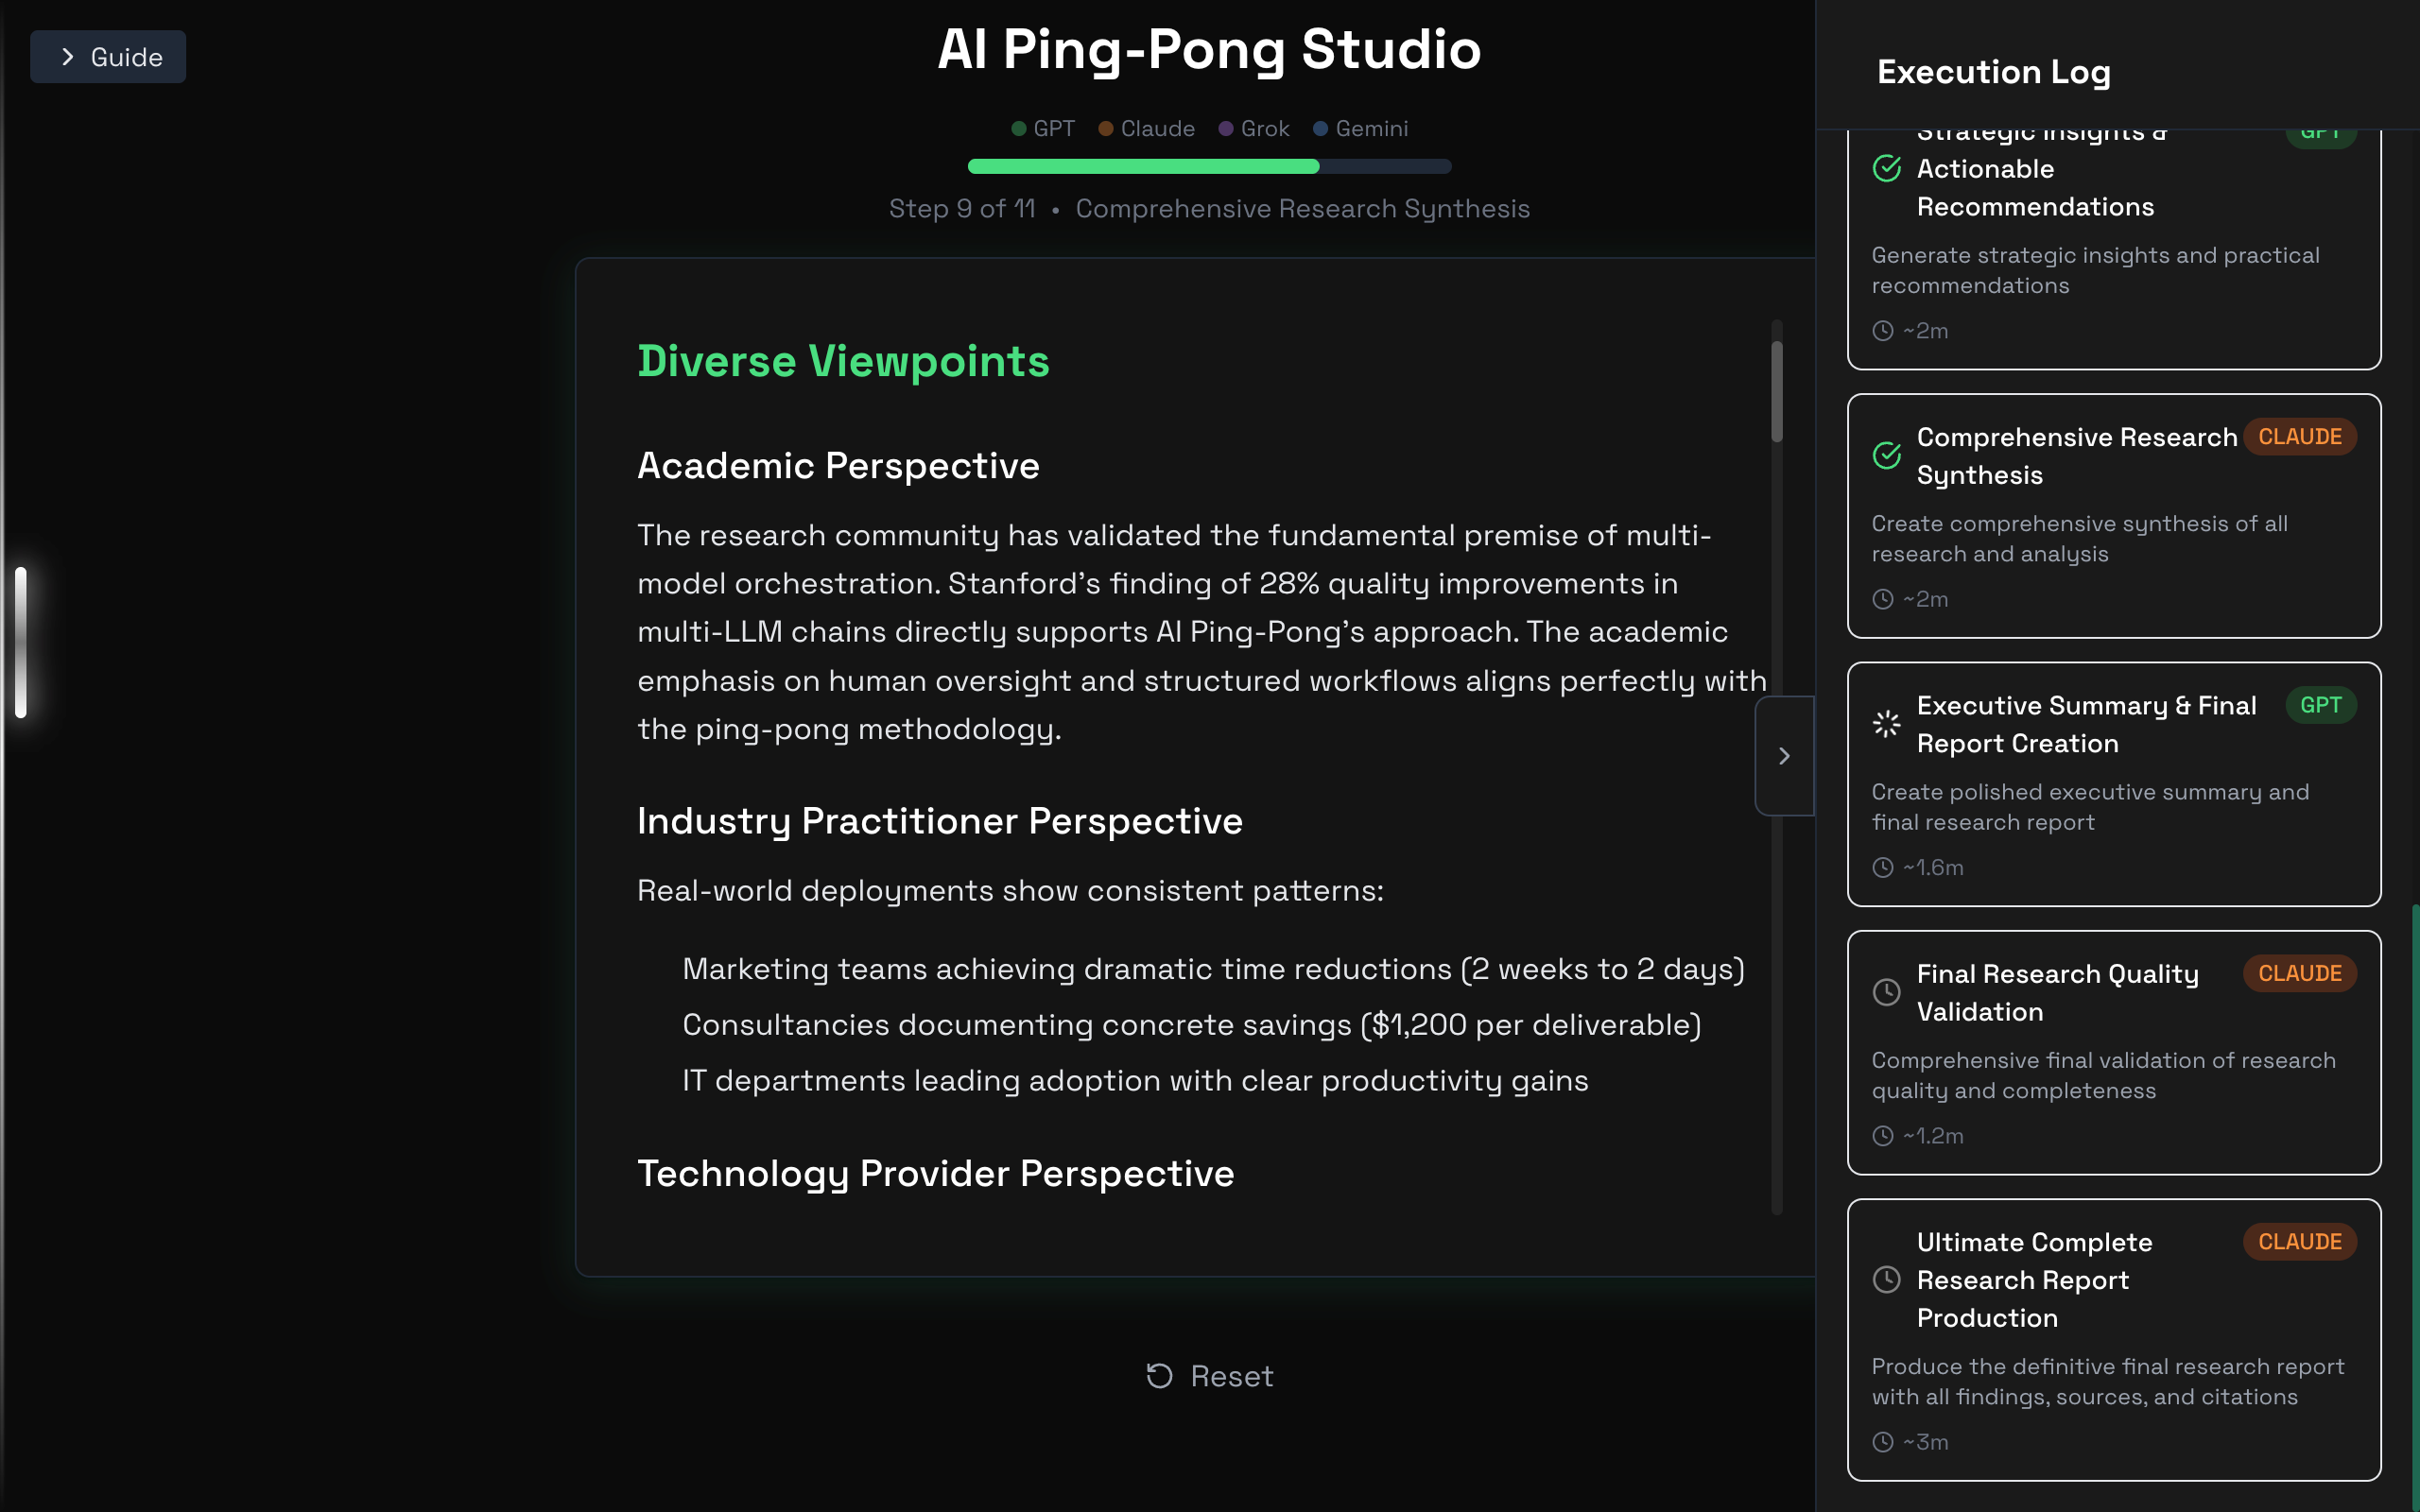 Guide
AI Ping-Pong Studio
GPT Claude Grok Gemini
Step 9 of 11 • Comprehensive Research Synthesis
Diverse Viewpoints
Academic Perspective
The research community has validated the fundamental premise of multi-
model orchestration. Stanford's finding of 28% quality improvements in
multi-LLM chains directly supports AI Ping-Pong's approach. The academic
emphasis on human oversight and structured workflows aligns perfectly with
the ping-pong methodology.
Industry Practitioner Perspective
Real-world deployments show consistent patterns:
Marketing teams achieving dramatic time reductions (2 weeks to 2 days)
Consultancies documenting concrete savings ($1,200 per deliverable)
IT departments leading adoption with clear productivity gains
Technology Provider Perspective
Reset
Execution Log
Strategic Insights & GPT
Actionable
Recommendations
Generate strategic insights and practical
recommendations
~2m
Comprehensive Research CLAUDE
Synthesis
Create comprehensive synthesis of all
research and analysis
~2m
Executive Summary & Final GPT
Report Creation
Create polished executive summary and
final research report
~1.6m
Final Research Quality CLAUDE
Validation
Comprehensive final validation of research
quality and completeness
~1.2m
Ultimate Complete CLAUDE
Research Report
Production
Produce the definitive final research report
with all findings, sources, and citations
~3m